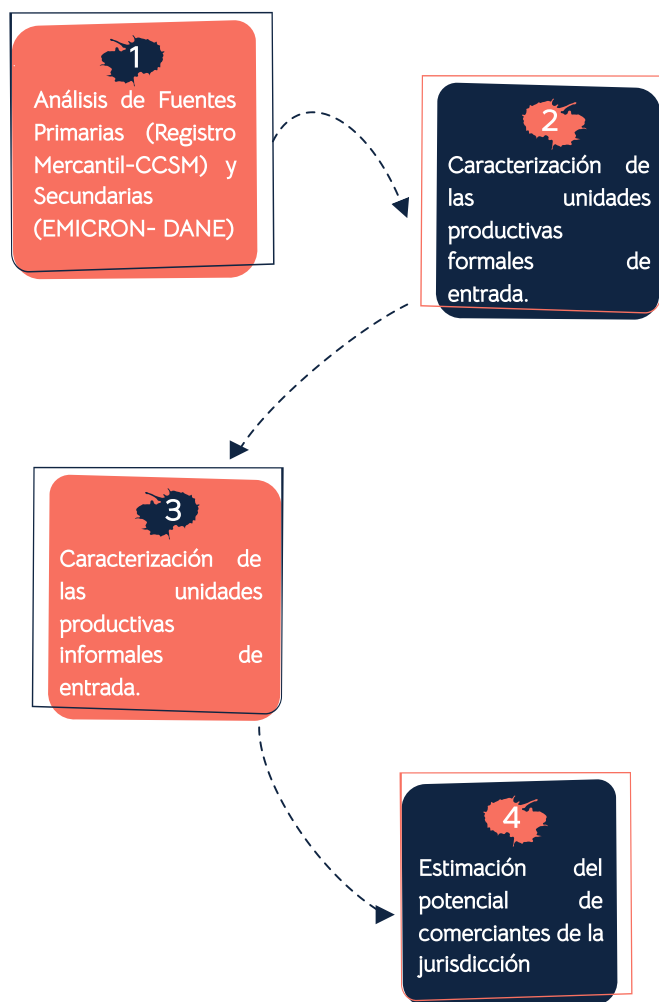 1
Análisis de Fuentes
Primarias (Registro
Mercantil-CCSM) y
Secundarias
(EMICRON- DANE)
2
Caracterización de
las unidades
productivas
formales de
entrada.
3
Caracterización de
las unidades
productivas
informales de
entrada.
4
Estimación del
potencial de
comerciantes de la
jurisdicción